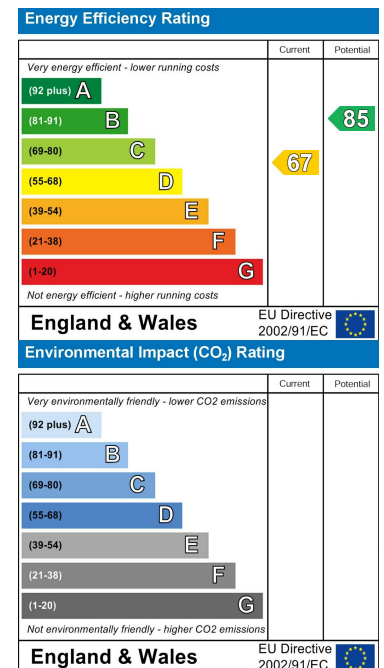 Energy Efficiency Rating
Current Potential
Very energy efficient - lower running costs
(92 plus) A
(81-91) B 85
(69-80) C
67
(55-68) D
(39-54) E
(21-38) F
(1-20) G
Not energy efficient - higher running costs
England & Wales EU Directive 2002/91/EC
Environmental Impact (CO₂) Rating
Current Potential
Very environmentally friendly - lower CO2 emissions
(92 plus) A
(81-91) B
(69-80) C
(55-68) D
(39-54) E
(21-38) F
(1-20) G
Not environmentally friendly - higher CO2 emissions
England & Wales EU Directive 2002/91/EC